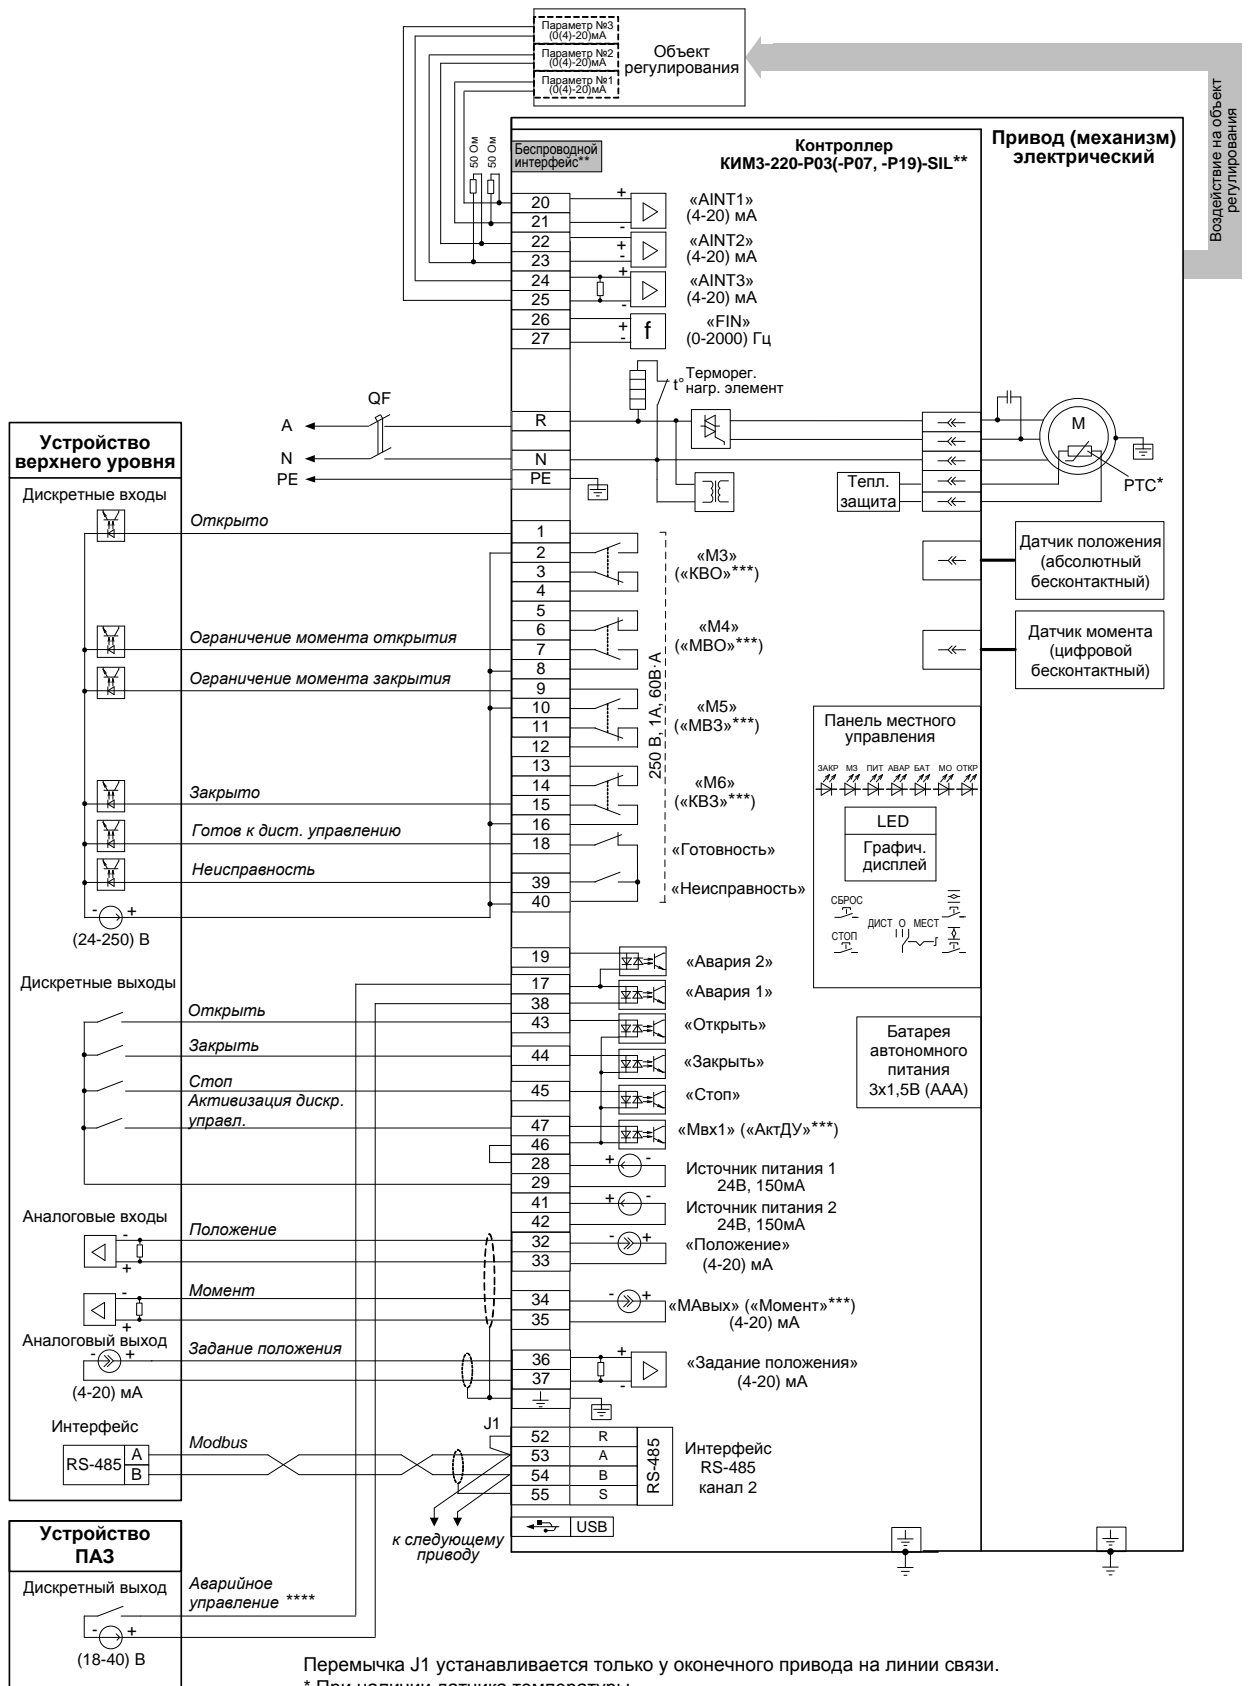 Параметр №3
(0(4)-20)мА
Параметр №2
(0(4)-20)мА
Параметр №1
(0(4)-20)мА
Объект
регулирования
Воздействие на объект
регулирования
50 Ом
50 Ом
Беспроводной
интерфейс**
Контроллер
КИМ3-220-P03(-P07, -P19)-SIL**
Привод (механизм)
электрический
20
21
22
23
24
25
26
27
+
-
«AINT1»
(4-20) мА
+
-
«AINT2»
(4-20) мА
+
-
«AINT3»
(4-20) мА
+
-
f
«FIN»
(0-2000) Гц
t°
Терморег.
нагр. элемент
QF
A
N
PE
R
N
PE
Тепл.
защита
M
PTC*
Устройство
верхнего уровня
Дискретные входы
Открыто
1
2
3
4
«М3»
(«КВО»***)
Датчик положения
(абсолютный
бесконтактный)
Ограничение момента открытия
5
6
7
8
«М4»
(«МВО»***)
Датчик момента
(цифровой
бесконтактный)
Ограничение момента закрытия
9
10
11
12
«М5»
(«МВЗ»***)
250 В, 1А, 60В·А
Закрыто
13
14
15
16
«М6»
(«КВЗ»***)
Готов к дист. управлению
18
«Готовность»
Неисправность
39
40
«Неисправность»
- +
(24-250) В
Панель местного
управления
ЗАКР МЗ ПИТ АВАР БАТ МО ОТКР
LED
Графич.
дисплей
СБРОС
СТОП
ДИСТ О МЕСТ
Дискретные выходы
19
17
38
43
44
45
47
46
28
29
41
42
«Авария 2»
«Авария 1»
Открыть
«Открыть»
Закрыть
«Закрыть»
Стоп
«Стоп»
Активизация дискр.
управл.
«Мвх1» («АктДУ»***)
+ -
Источник питания 1
24В, 150мА
+ -
Источник питания 2
24В, 150мА
Батарея
автономного
питания
3х1,5В (ААА)
Аналоговые входы
-
+
Положение
32
33
- +
«Положение»
(4-20) мА
-
+
Момент
34
35
- +
«МАвых» («Момент»***)
(4-20) мА
Аналоговый выход
- +
(4-20) мА
Задание положения
36
37
+
-
«Задание положения»
(4-20) мА
Интерфейс
RS-485
A
B
Modbus
J1
52 R
53 A
54 B
55 S
RS-485
Интерфейс
RS-485
канал 2
USB
к следующему
приводу
Устройство
ПАЗ
Дискретный выход
Аварийное
управление ****
- +
(18-40) В
Перемычка J1 устанавливается только у оконечного привода на линии связи.
* При наличии датчика температуры